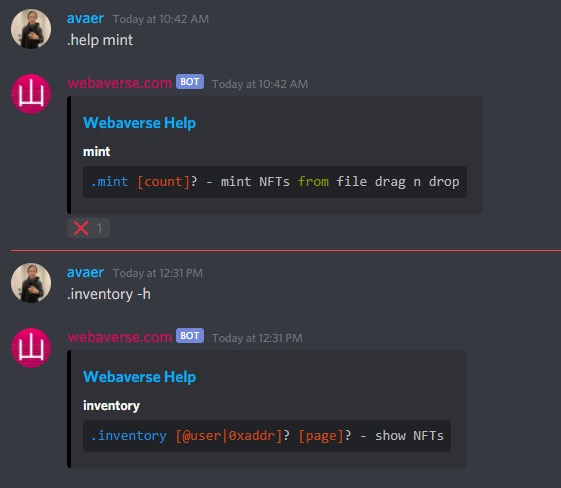 avaer Today at 10:42 AM
.help mint
山 webaverse.com BOT Today at 10:42 AM
Webaverse Help
mint
.mint [count]? - mint NFTs from file drag n drop
❌ 1
avaer Today at 12:31 PM
.inventory -h
山 webaverse.com BOT Today at 12:31 PM
Webaverse Help
inventory
.inventory [@user|0xaddr]? [page]? - show NFTs